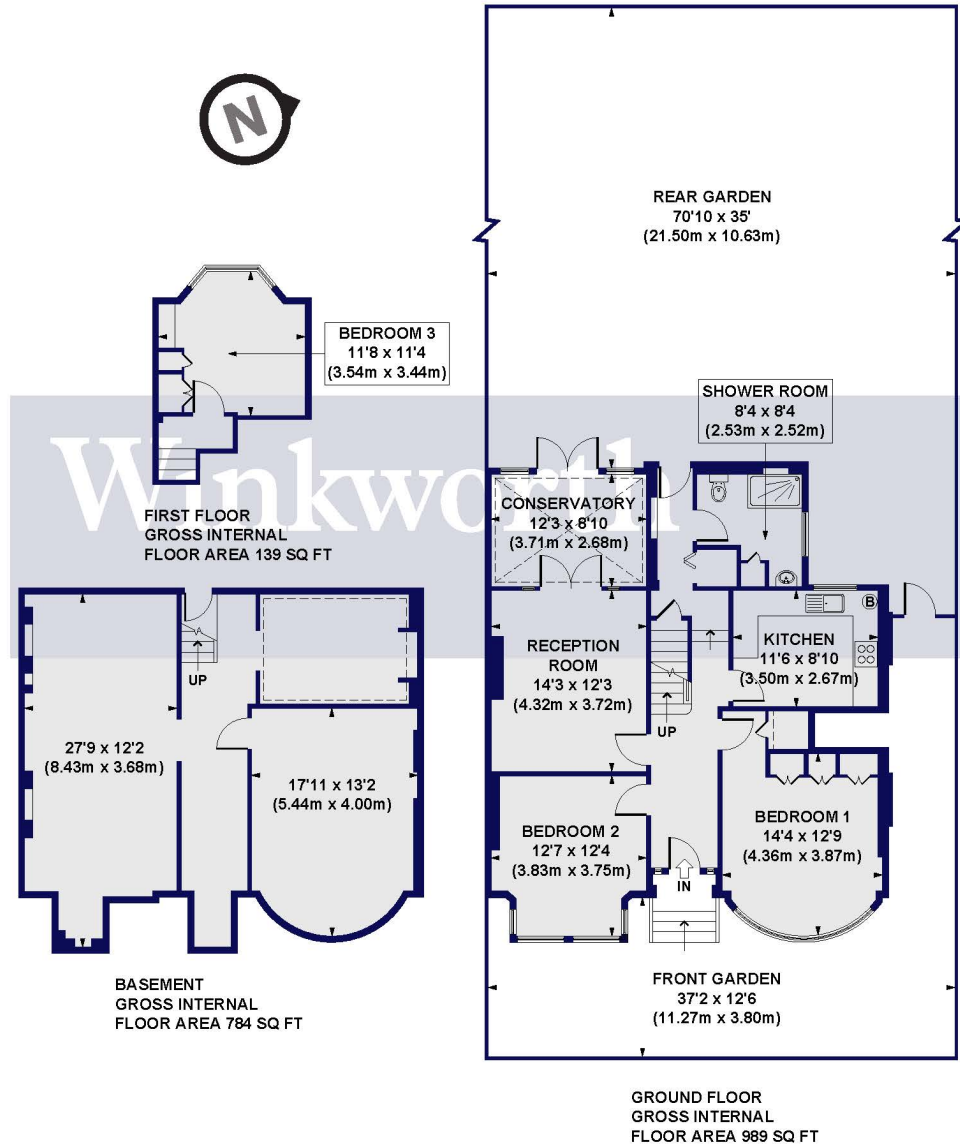 N
REAR GARDEN
70'10 x 35'
(21.50m x 10.63m)
BEDROOM 3
11'8 x 11'4
(3.54m x 3.44m)
SHOWER ROOM
8'4 x 8'4
(2.53m x 2.52m)
Winkworth
FIRST FLOOR
GROSS INTERNAL
FLOOR AREA 139 SQ FT
CONSERVATORY
12'3 x 8'10
(3.71m x 2.68m)
B
KITCHEN
11'6 x 8'10
(3.50m x 2.67m)
RECEPTION
ROOM
14'3 x 12'3
(4.32m x 3.72m)
UP
UP
27'9 x 12'2
(8.43m x 3.68m)
17'11 x 13'2
(5.44m x 4.00m)
BEDROOM 2
12'7 x 12'4
(3.83m x 3.75m)
BEDROOM 1
14'4 x 12'9
(4.36m x 3.87m)
IN
BASEMENT
GROSS INTERNAL
FLOOR AREA 784 SQ FT
FRONT GARDEN
37'2 x 12'6
(11.27m x 3.80m)
GROUND FLOOR
GROSS INTERNAL
FLOOR AREA 989 SQ FT